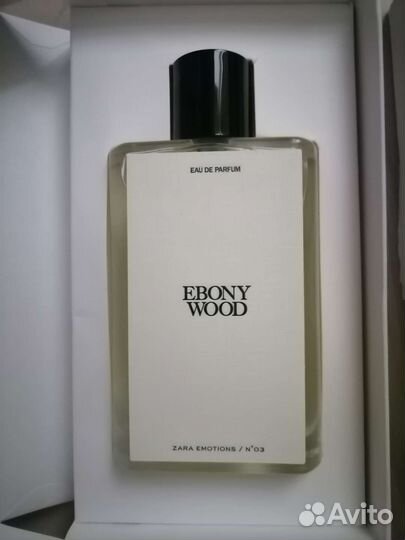 EAU DE PARFUM
EBONY
WOOD
ZARA EMOTIONS / N°03
Avito